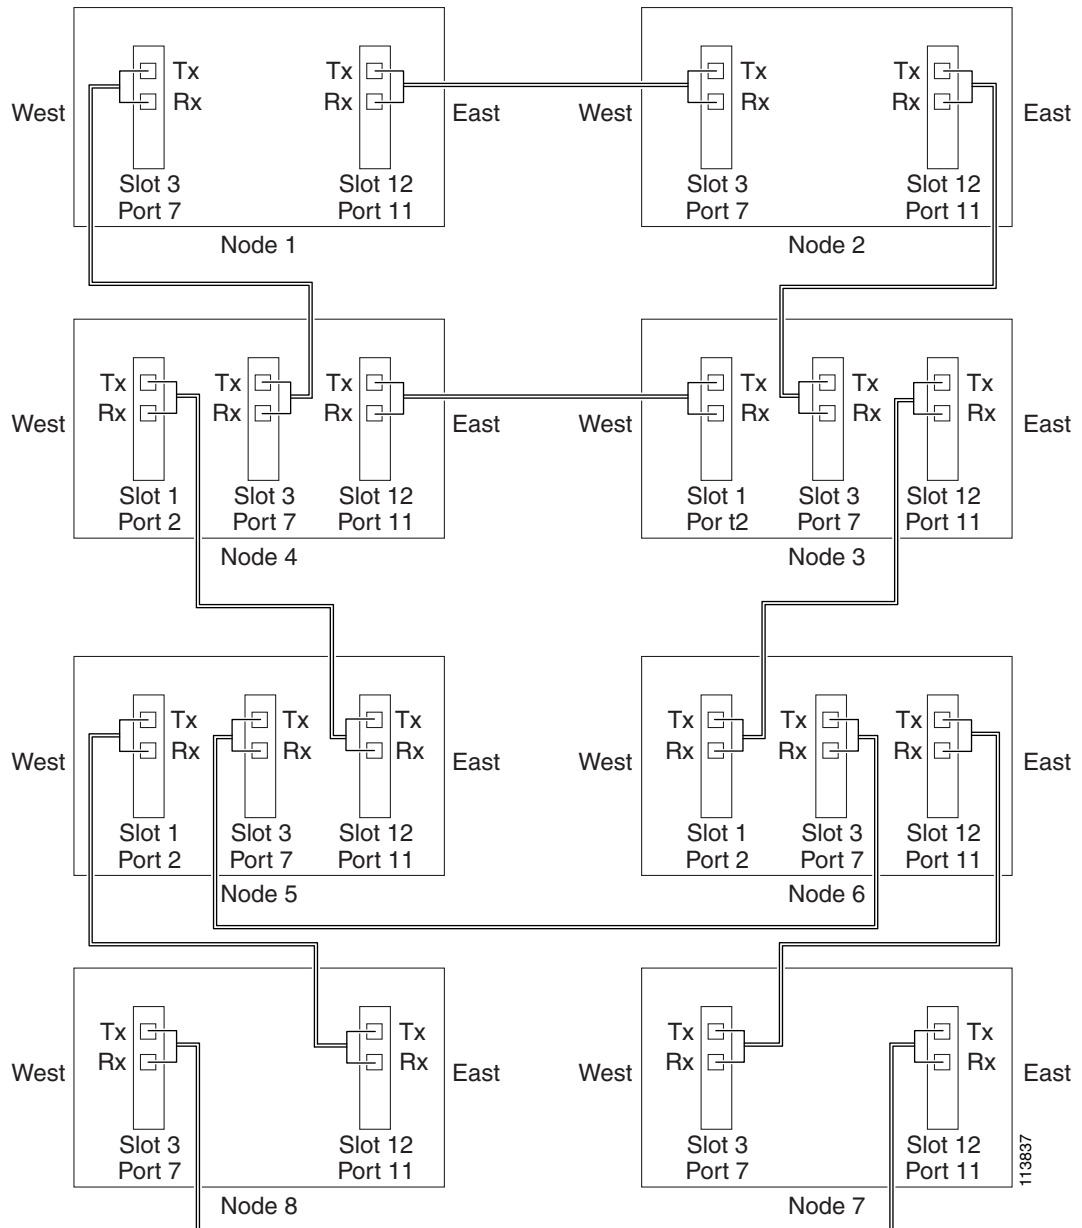 Tx Tx Tx Tx
Rx Rx Rx Rx
West East West East
Slot 3 Slot 12 Slot 3 Slot 12
Port 7 Port 11 Port 7 Port 11
Node 1 Node 2
Tx Tx Tx Tx Tx Tx
Rx Rx Rx Rx Rx Rx
West East West East
Slot 1 Slot 3 Slot 12 Slot 1 Slot 3 Slot 12
Port 2 Port 7 Port 11 Por t2 Port 7 Port 11
Node 4 Node 3
Tx Tx Tx Tx Tx Tx
Rx Rx Rx Rx Rx Rx
West East West East
Slot 1 Slot 3 Slot 12 Slot 1 Slot 3 Slot 12
Port 2 Port 7 Port 11 Port 2 Port 7 Port 11
Node 5 Node 6
Tx Tx Tx Tx
Rx Rx Rx Rx
West East West East
Slot 3 Slot 12 Slot 3 Slot 12
Port 7 Port 11 Port 7 Port 11
113837
Node 8 Node 7